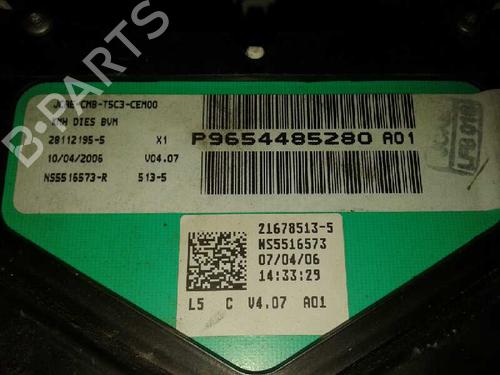 CMB-T5C3-CEM00
DIES BVM
28112195-5 X1
P9654485280 A01
10/04/2006 V04.07
NS5516573-R 513-5
21678513-5
NS5516573
07/04/06
14:33:29
L5 C V4.07 A01
B-PARTS